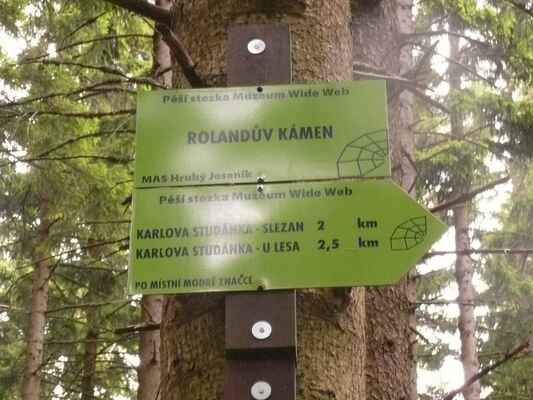 Pěší stezka Muzeum Wide Web
ROLANDŮV KÁMEN
MAS Hrubý Jeseník
Pěší stezka Muzeum Wide Web
KARLOVA STUDÁNKA - SLEZAN 2 km
KARLOVA STUDÁNKA - U LESA 2,5 km
PO MÍSTNÍ MODRÉ ZNAČCE